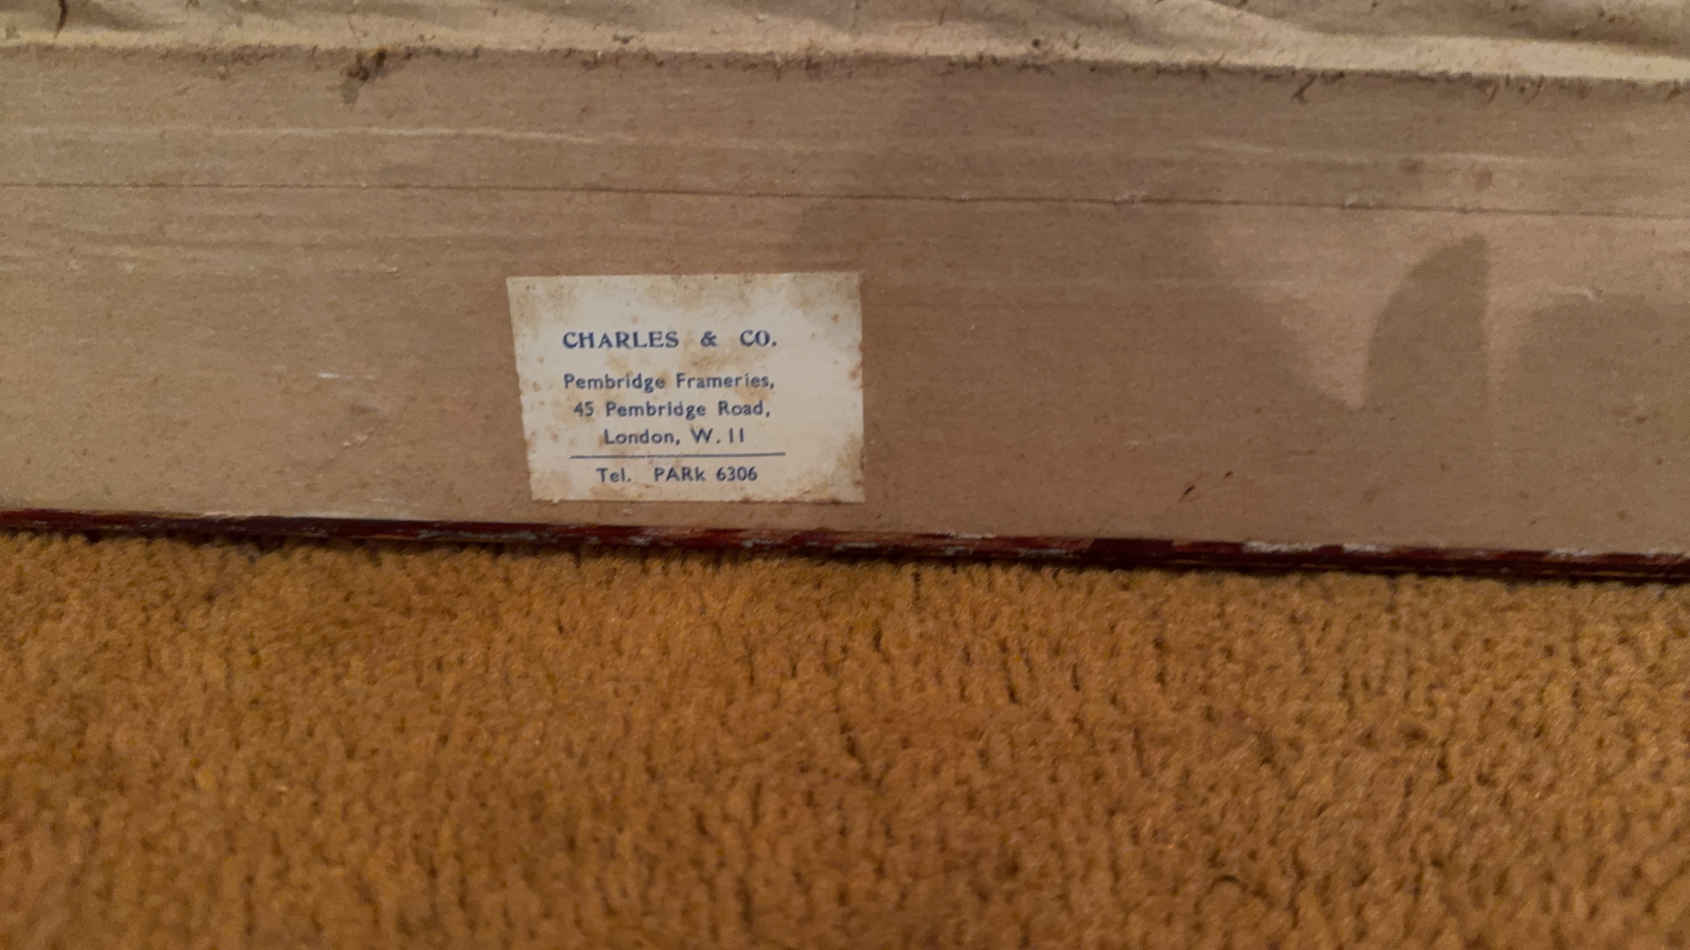 CHARLES & CO.
Pembridge Frameries,
45 Pembridge Road,
London, W.11
Tel. PARk 6306